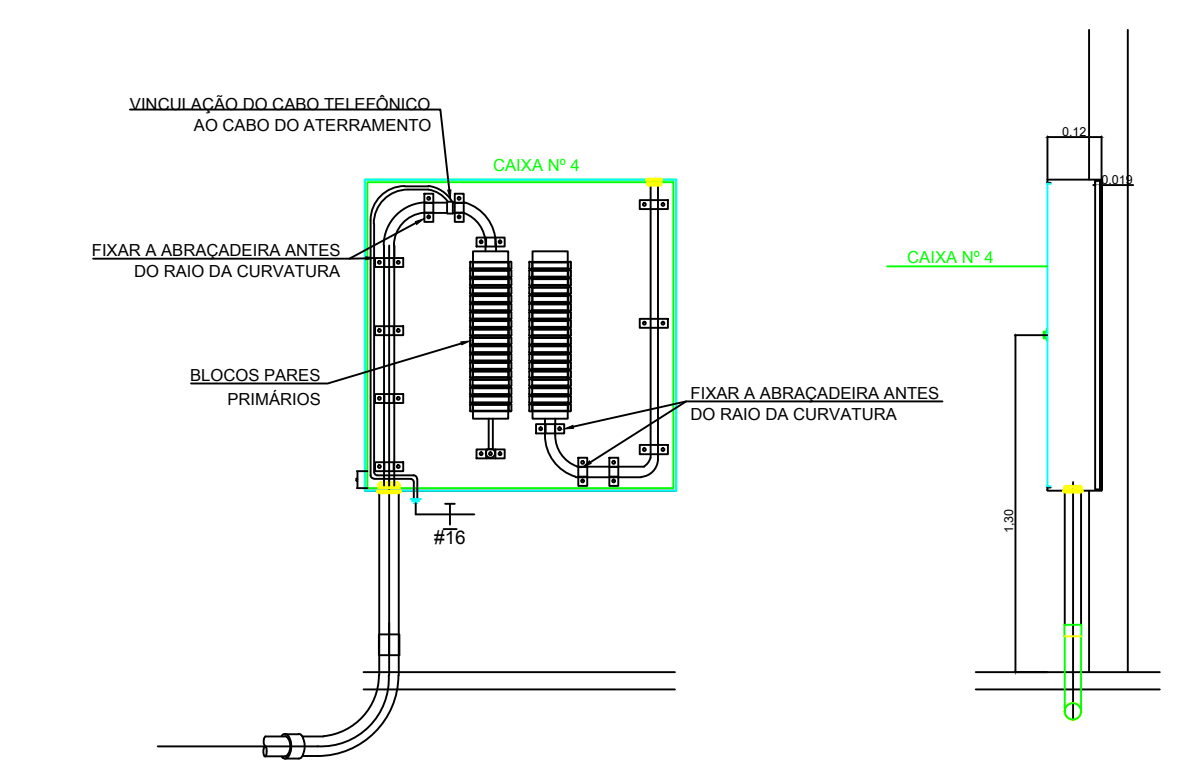 VINCULAÇÃO DO CABO TELEFÔNICO
AO CABO DO ATERRAMENTO
CAIXA Nº 4
FIXAR A ABRAÇADEIRA ANTES
DO RAIO DA CURVATURA
BLOCOS PARES
PRIMÁRIOS
FIXAR A ABRAÇADEIRA ANTES
DO RAIO DA CURVATURA
#16
0,12
0,019
CAIXA Nº 4
1,30